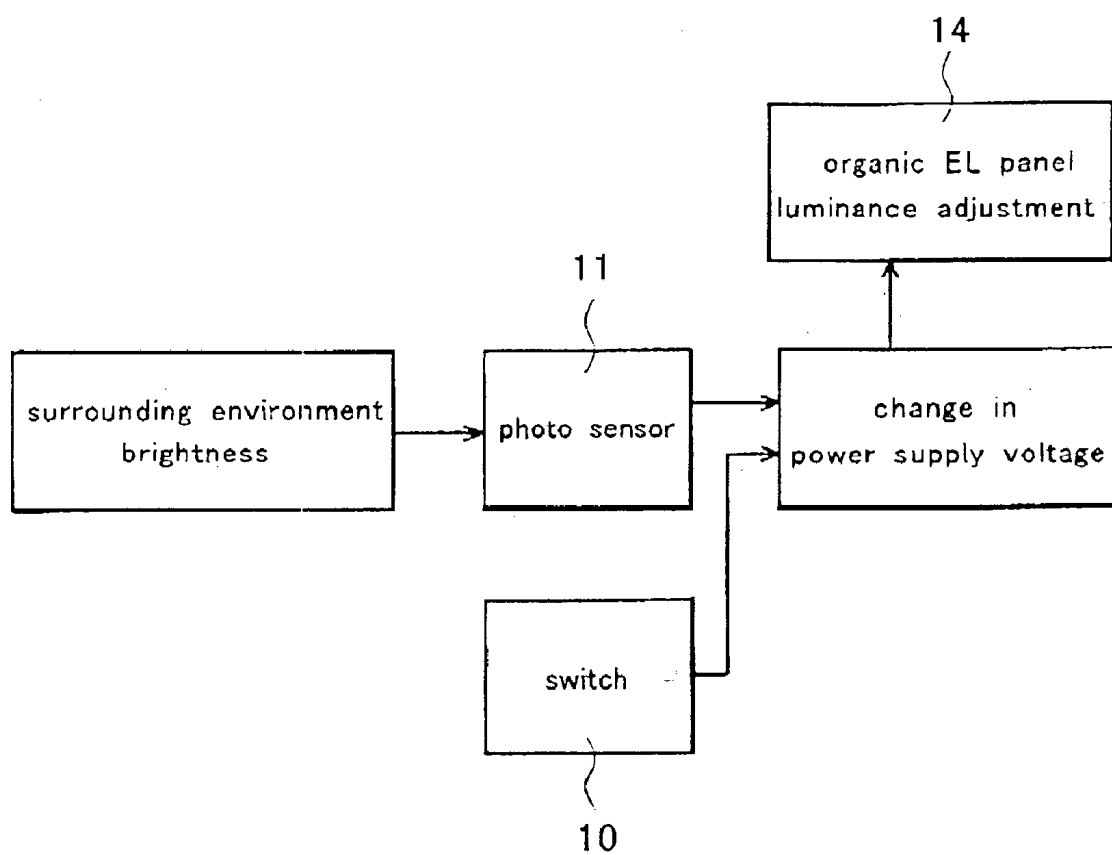 14
organic EL panel
luminance adjustment
11
surrounding environment
brightness
photo sensor
change in
power supply voltage
switch
10